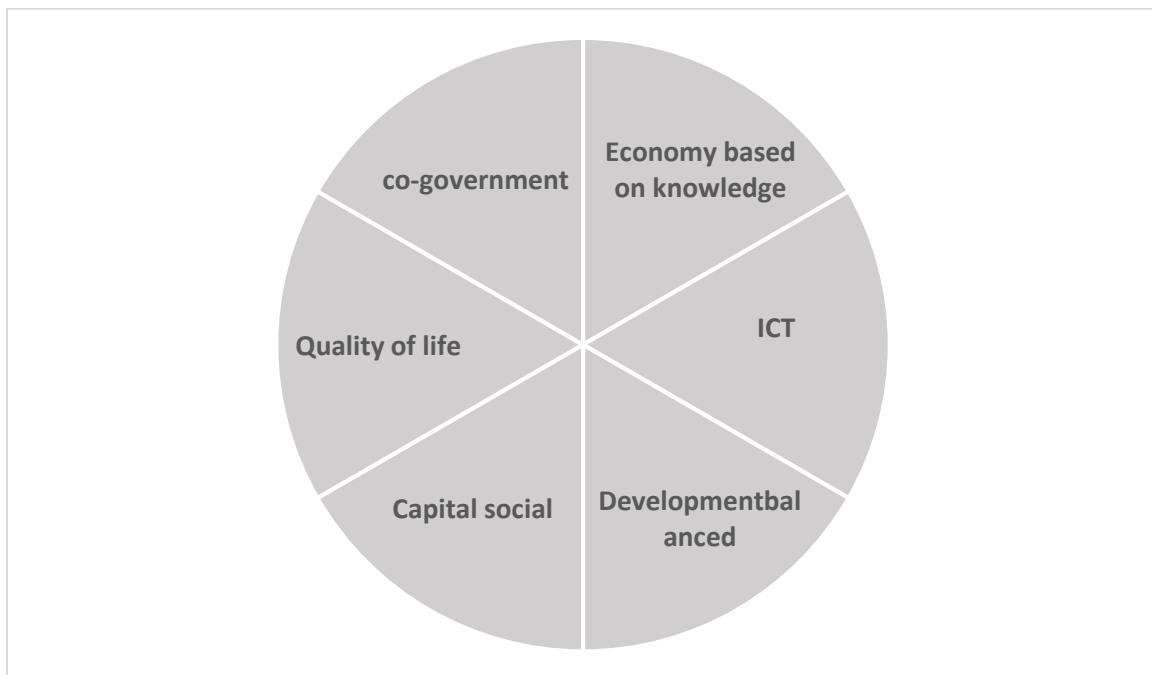 co-government
Economy based
on knowledge
Quality of life
ICT
Capital social
Developmentbal
anced